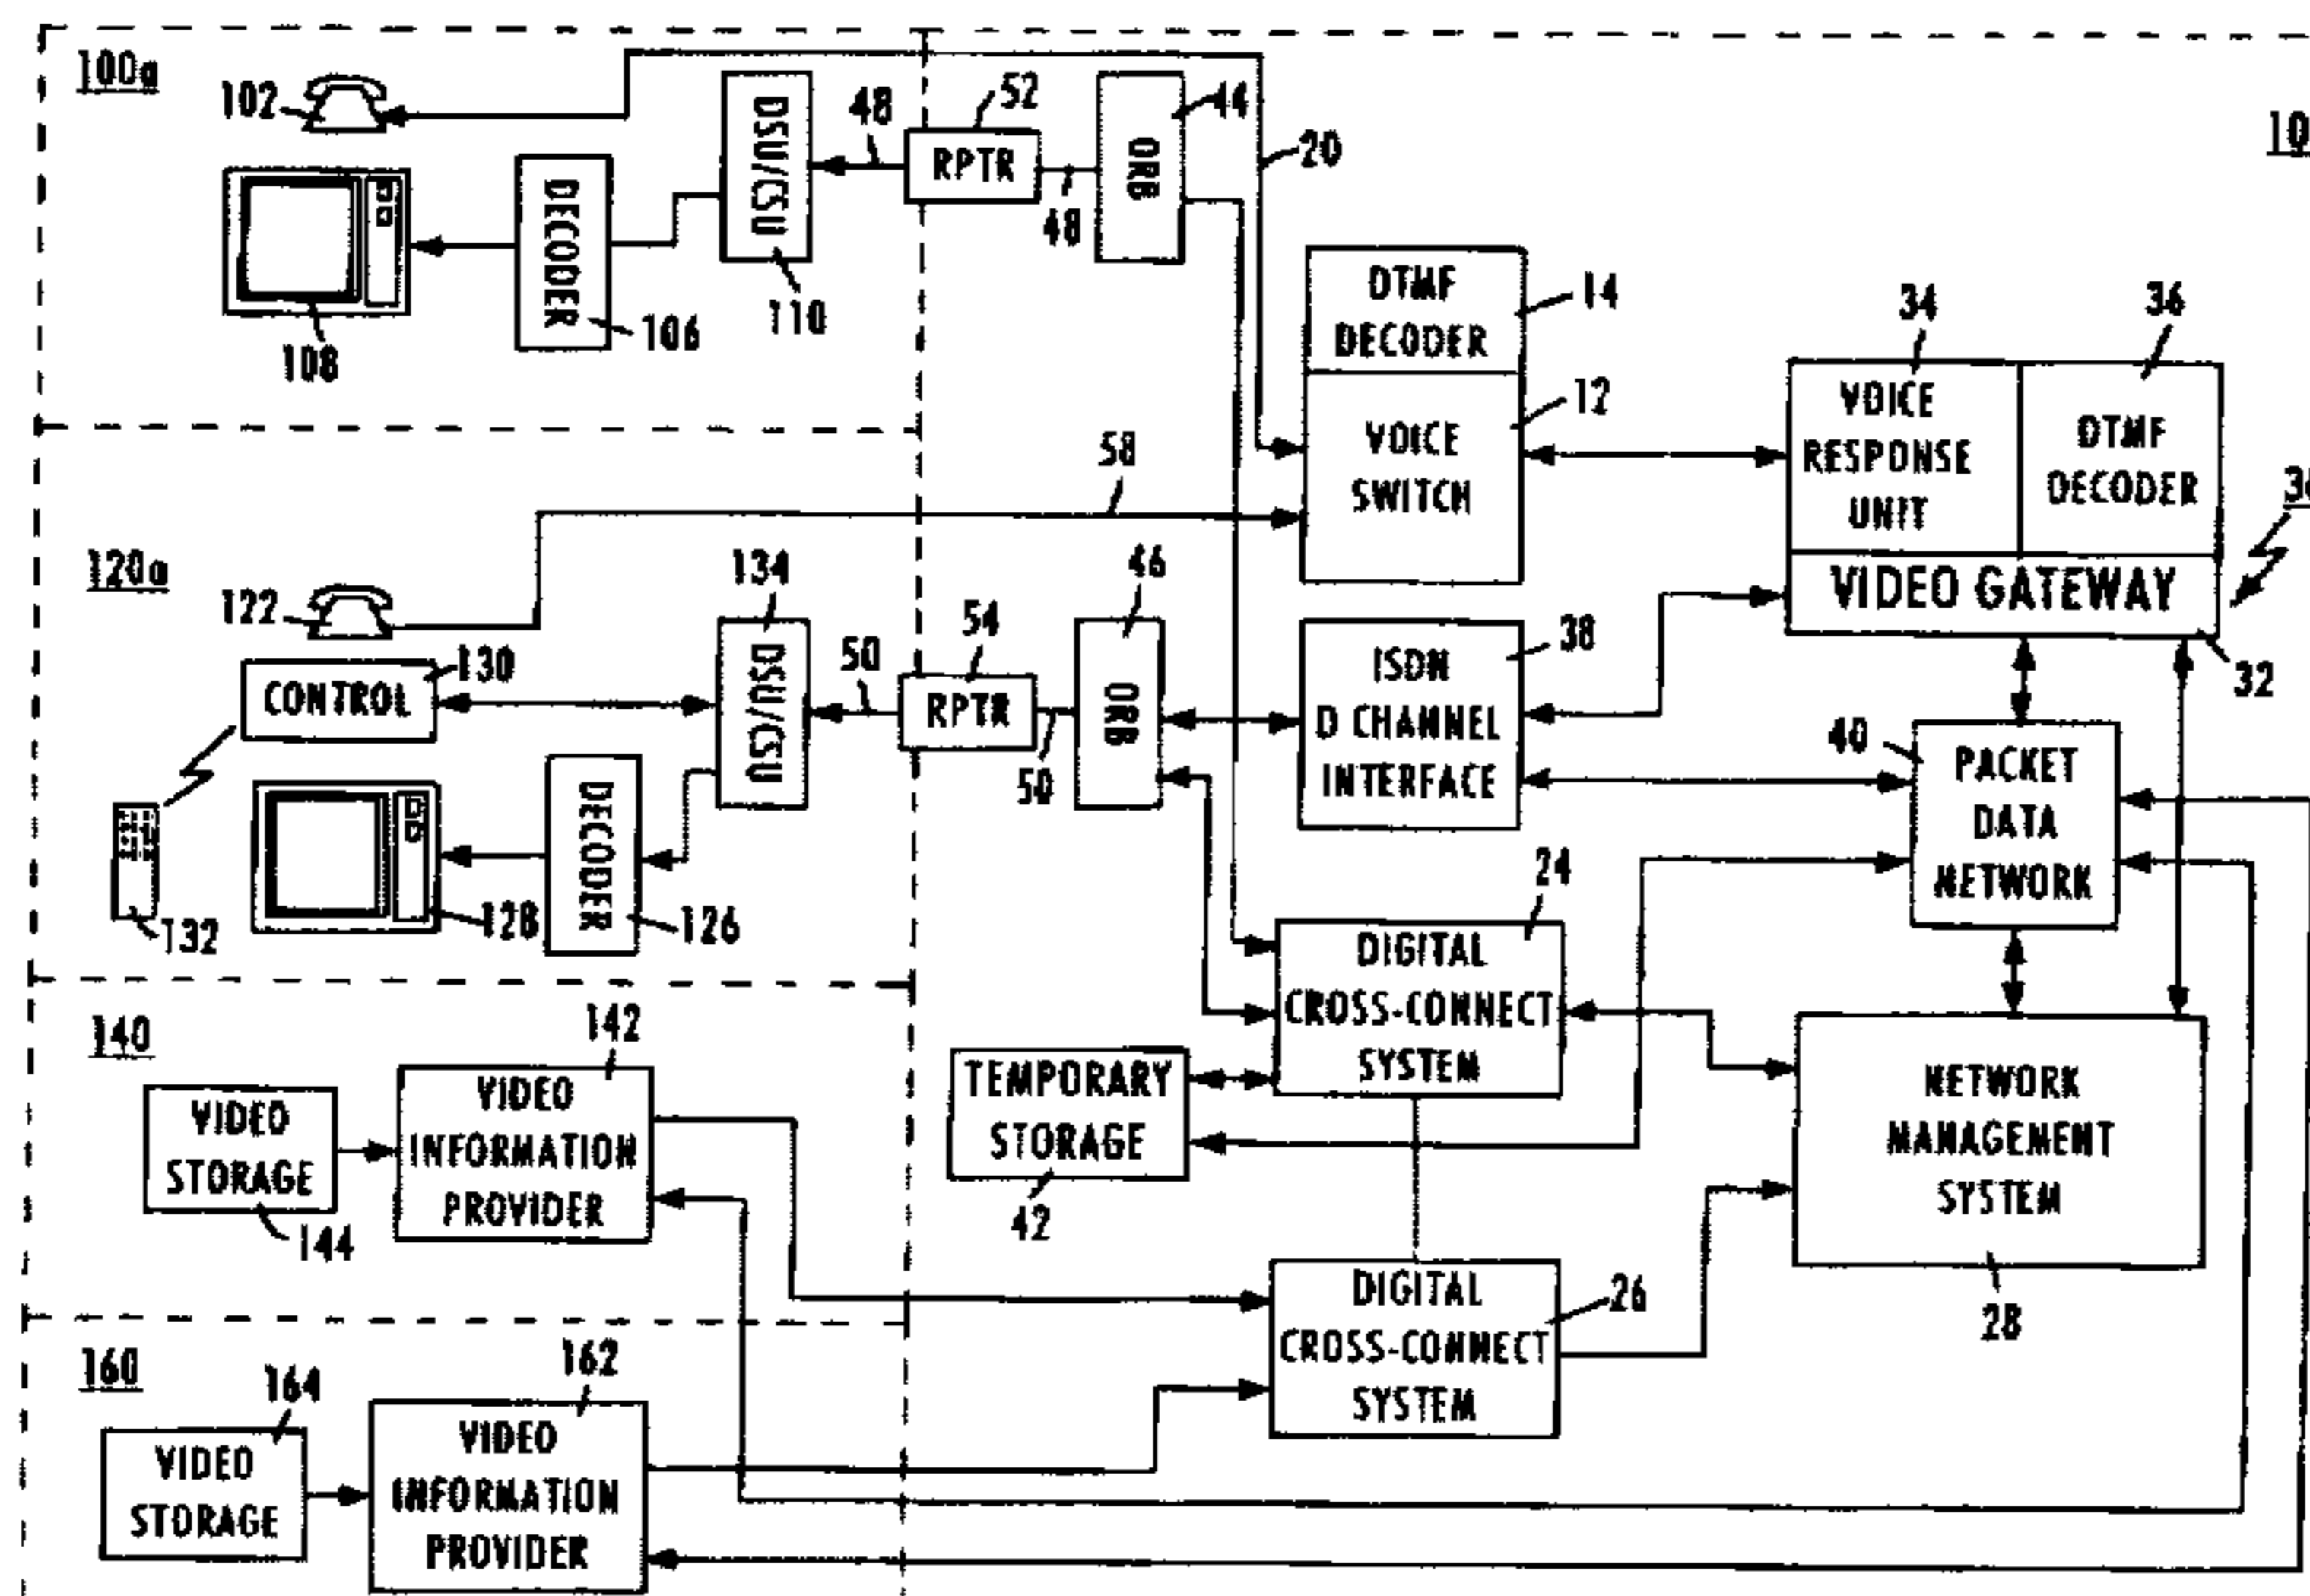 100a
102
108
DECODER
106
DSU/CSU
110
48
RPTR
52
48
ORB
44
20
10
DTMF
DECODER
14
VOICE
SWITCH
12
34
VOICE
RESPONSE
UNIT
36
DTMF
DECODER
VIDEO GATEWAY
32
58
120a
122
CONTROL
130
132
128
DECODER
126
DSU/CSU
134
50
RPTR
54
50
ORB
46
ISDN
D CHANNEL
INTERFACE
38
40
PACKET
DATA
NETWORK
24
DIGITAL
CROSS-CONNECT
SYSTEM
TEMPORARY
STORAGE
42
NETWORK
MANAGEMENT
SYSTEM
28
140
VIDEO
STORAGE
144
142
VIDEO
INFORMATION
PROVIDER
DIGITAL
CROSS-CONNECT
SYSTEM
26
160
164
VIDEO
STORAGE
162
VIDEO
INFORMATION
PROVIDER